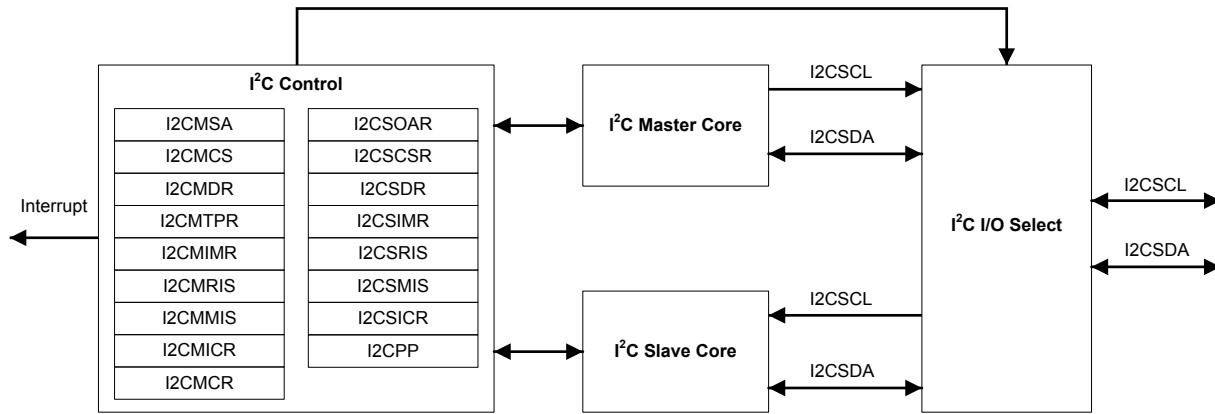 I²C Control
I2CMSA
I2CMCS
I2CMDR
I2CMTPR
I2CMIMR
I2CMRIS
I2CMMIS
I2CMICR
I2CMCR
I2CSOAR
I2CSCSR
I2CSDR
I2CSIMR
I2CSRIS
I2CSMIS
I2CSICR
I2CPP
Interrupt
I²C Master Core
I2CSCL
I2CSDA
I²C Slave Core
I2CSCL
I2CSDA
I²C I/O Select
I2CSCL
I2CSDA